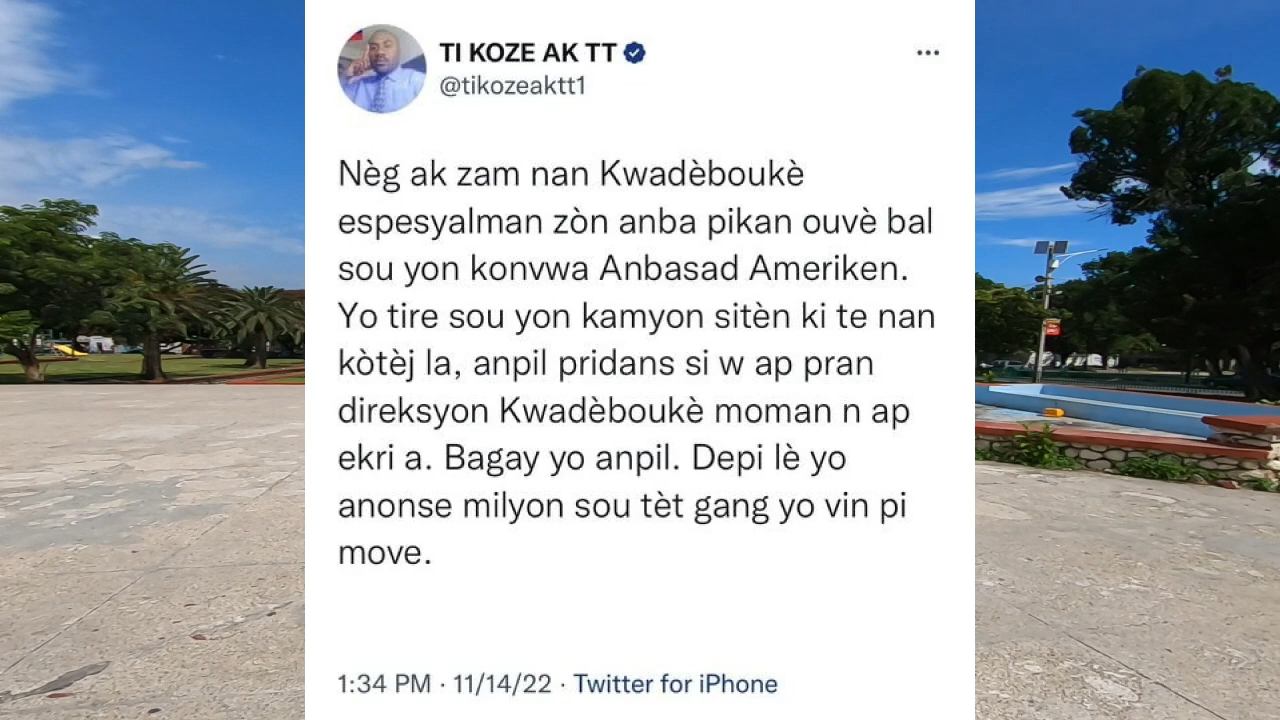 TI KOZE AK TT
@tikozeaktt1
Nèg ak zam nan Kwadèboukè
espesyalman zòn anba pikan ouvè bal
sou yon konvwa Anbasad Ameriken.
Yo tire sou yon kamyon sitèn ki te nan
kòtèj la, anpil pridans si w ap pran
direksyon Kwadèboukè moman n ap
ekri a. Bagay yo anpil. Depi lè yo
anonse milyon sou tèt gang yo vin pi
move.
1:34 PM · 11/14/22 · Twitter for iPhone